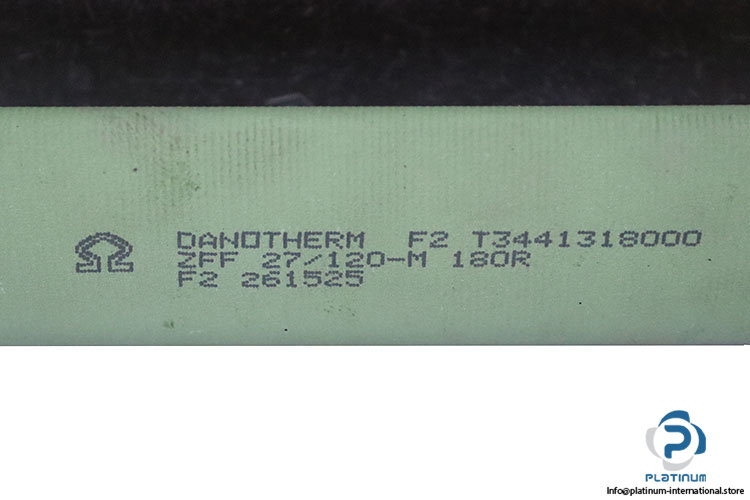 Ω DANOTHERM F2 T3441318000
ZFF 27/120-M 180R
F2 261525
PLATINUM
Info@platinum-international.store